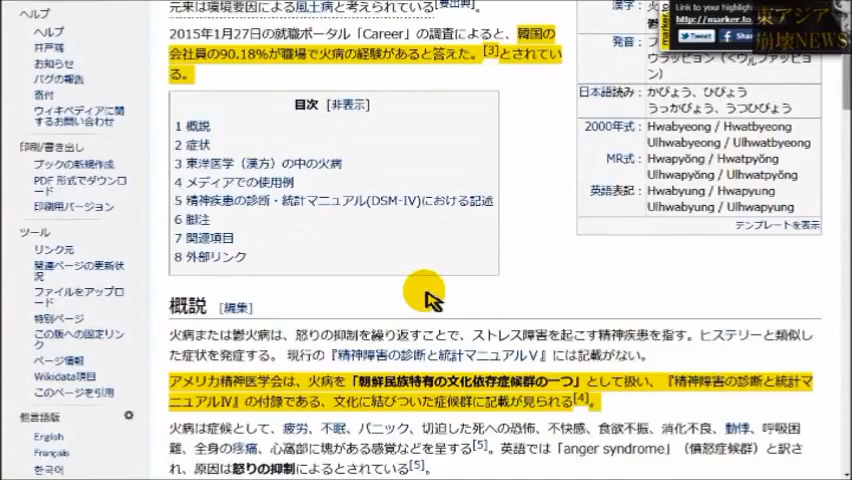 ヘルプ
ヘルプ
井戸端
お知らせ
バグの報告
寄付
ウィキペディアに関
するお問い合わせ
印刷/書き出し
ブックの新規作成
PDF 形式でダウンロ
ード
印刷用バージョン
ツール
リンク元
関連ページの更新状
況
ファイルをアップロ
ード
特別ページ
この版への固定リン
ク
ページ情報
Wikidata項目
このページを引用
他言語版
English
Français
한국어
元来は環境要因による風土病と考えられている[要出典]。
2015年1月27日の就職ポータル「Career」の調査によると、韓国の
会社員の90.18%が職場で火病の経験があると答えた。[3]とされてい
る。
目次 [非表示]
1 概説
2 症状
3 東洋医学（漢方）の中の火病
4 メディアでの使用例
5 精神疾患の診断・統計マニュアル(DSM-IV)における記述
6 脚注
7 関連項目
8 外部リンク
概説 [編集]
火病または鬱火病は、怒りの抑制を繰り返すことで、ストレス障害を起こす精神疾患を指す。ヒステリーと類似し
た症状を発症する。 現行の『精神障害の診断と統計マニュアルⅤ』には記載がない。
アメリカ精神医学会は、火病を「朝鮮民族特有の文化依存症候群の一つ」として扱い、『精神障害の診断と統計マ
ニュアルⅣ』の付録である、文化に結びついた症候群に記載が見られる[4]。
火病は症候として、疲労、不眠、パニック、切迫した死への恐怖、不快感、食欲不振、消化不良、動悸、呼吸困
難、全身の疼痛、心窩部に塊がある感覚などを呈する[5]。英語では「anger syndrome」（憤怒症候群）と訳さ
れ、原因は怒りの抑制によるとされている[5]。
漢字：
発音：
ウラッビョン（くヴルファッビョ
ン）
日本語読み： かびょう、ひびょう
うっかびょう、うつひびょう
2000年式： Hwabyeong / Hwatbyeong
Ulhwabyeong / Ulhwatbyeong
MR式： Hwapyŏng / Hwatpyŏng
Ulhwapyŏng / Ulhwatpyŏng
英語表記： Hwabyung / Hwapyung
Ulhwabyung / Ulhwapyung
テンプレートを表示
Link to your highlight
http://marker.to
Tweet
東アジア
崩壊NEWS